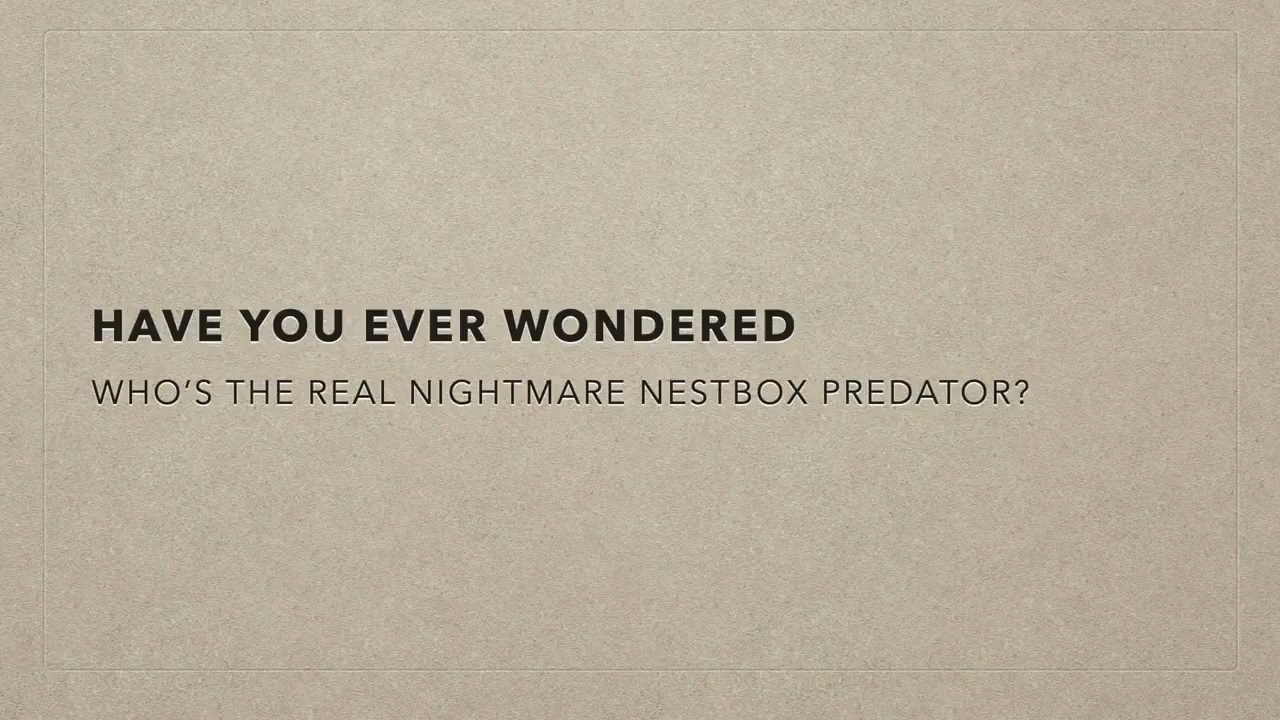 HAVE YOU EVER WONDERED
WHO’S THE REAL NIGHTMARE NESTBOX PREDATOR?